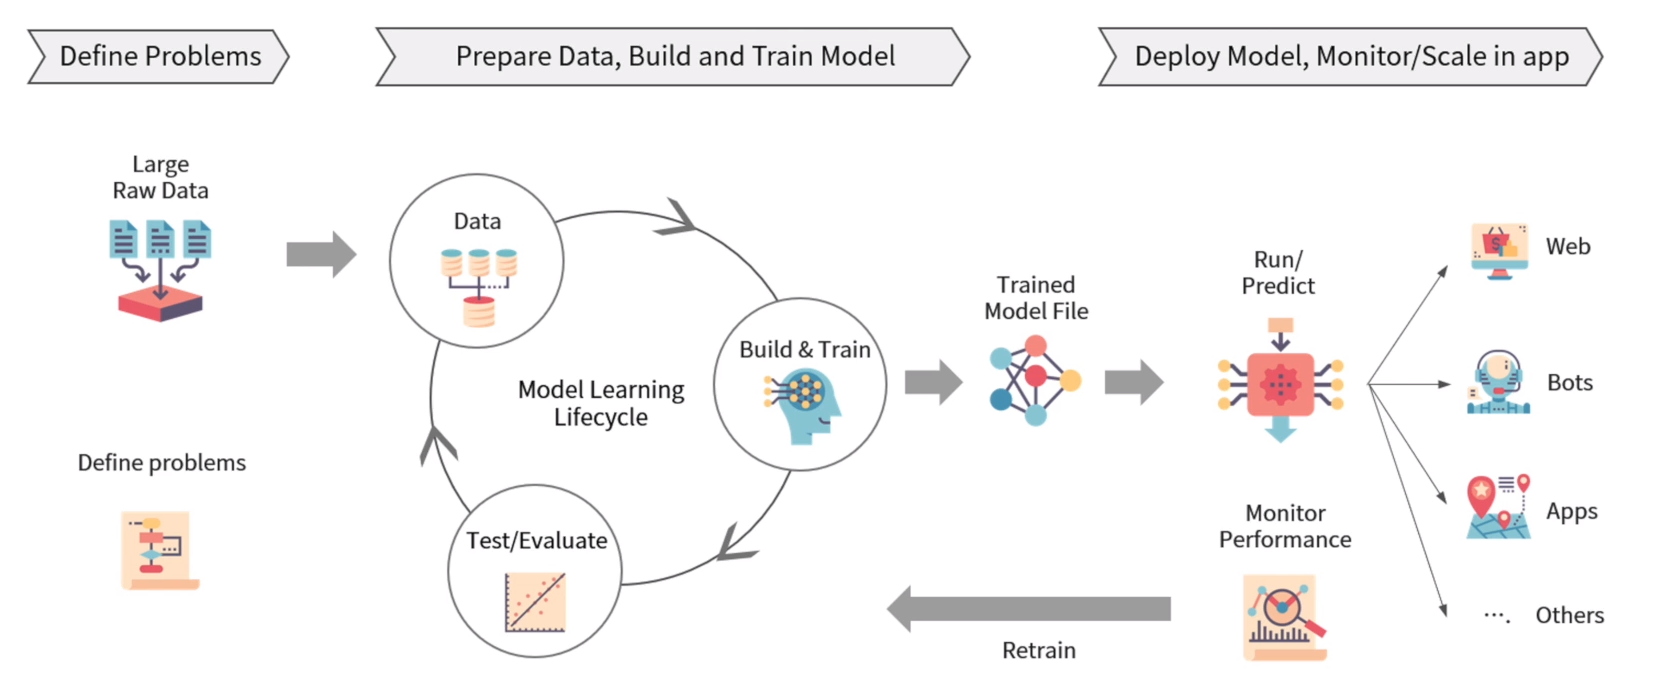 Define Problems
Prepare Data, Build and Train Model
Deploy Model, Monitor/Scale in app
Large
Raw Data
Define problems
Data
Build & Train
Model Learning
Lifecycle
Test/Evaluate
Trained
Model File
Run/
Predict
Monitor
Performance
Retrain
Web
Bots
Apps
.... Others